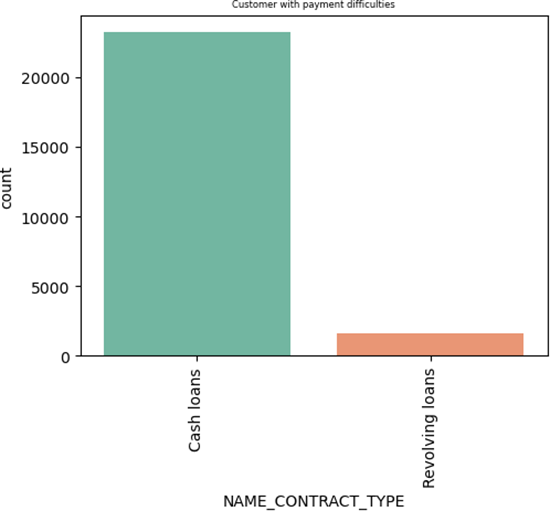 Customer with payment difficulties
20000
15000
10000
5000
0
count
Cash loans
Revolving loans
NAME_CONTRACT_TYPE